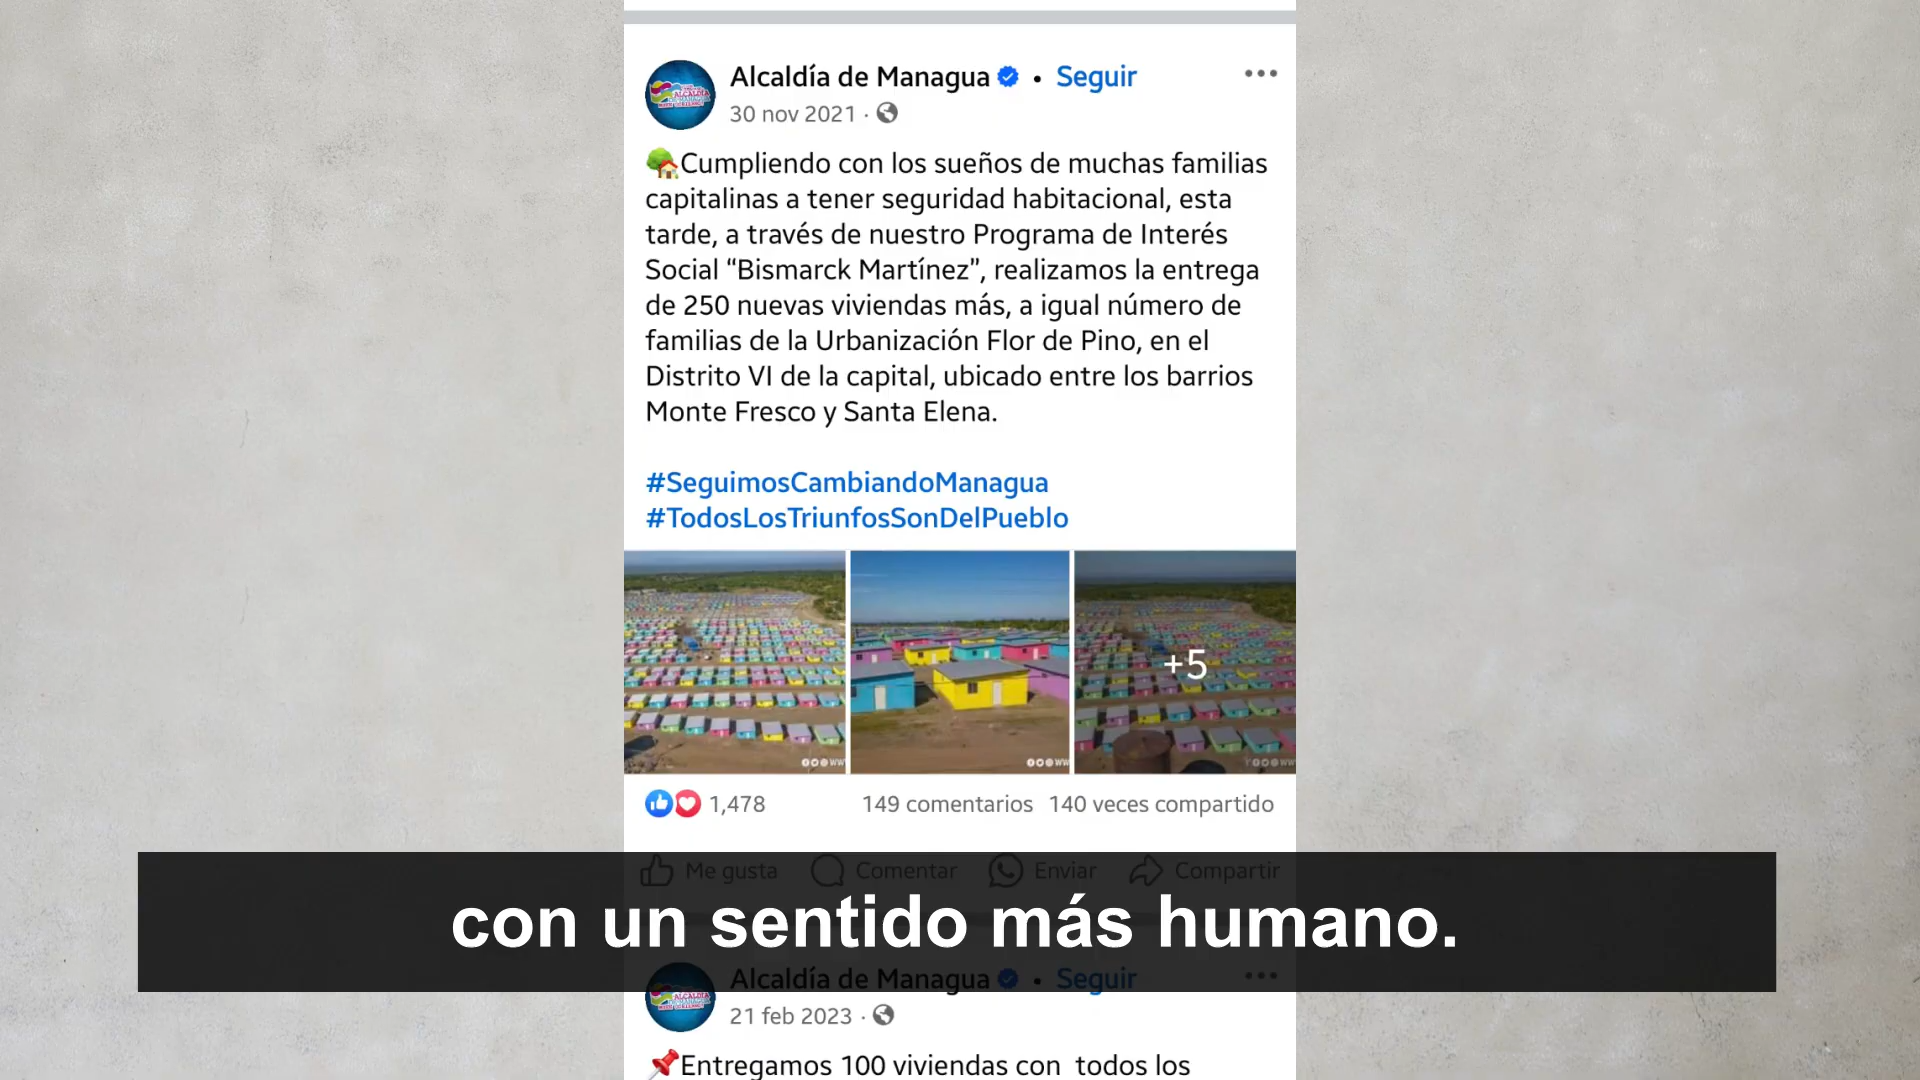 Alcaldía de Managua • Seguir
30 nov 2021 ·
Cumpliendo con los sueños de muchas familias
capitalinas a tener seguridad habitacional, esta
tarde, a través de nuestro Programa de Interés
Social “Bismarck Martínez”, realizamos la entrega
de 250 nuevas viviendas más, a igual número de
familias de la Urbanización Flor de Pino, en el
Distrito VI de la capital, ubicado entre los barrios
Monte Fresco y Santa Elena.
#SeguimosCambiandoManagua
#TodosLosTriunfosSonDelPueblo
+5
1,478 149 comentarios 140 veces compartido
Me gusta Comentar Enviar Compartir
con un sentido más humano.
Alcaldía de Managua • Seguir
21 feb 2023 ·
Entregamos 100 viviendas con todos los